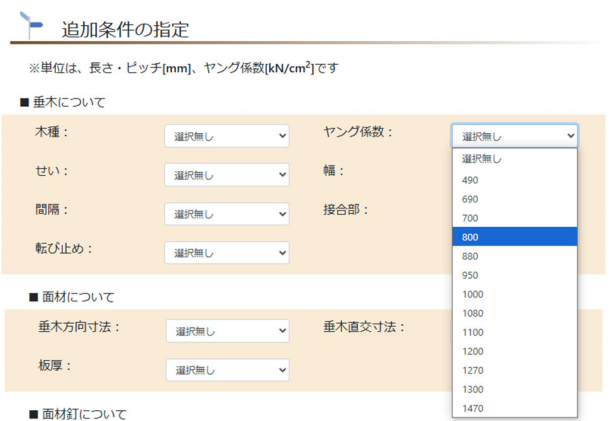 追加条件の指定
※単位は、長さ・ピッチ[mm]、ヤング係数[kN/cm²]です
■ 垂木について
木種： 選択無し ヤング係数： 選択無し
選択無し
せい： 選択無し 幅： 490
690
間隔： 選択無し 接合部： 700
800
転び止め： 選択無し 880
950
■ 面材について 1000
1080
垂木方向寸法： 選択無し 垂木直交寸法： 1100
1200
板厚： 選択無し 1270
1300
■ 面材釘について 1470